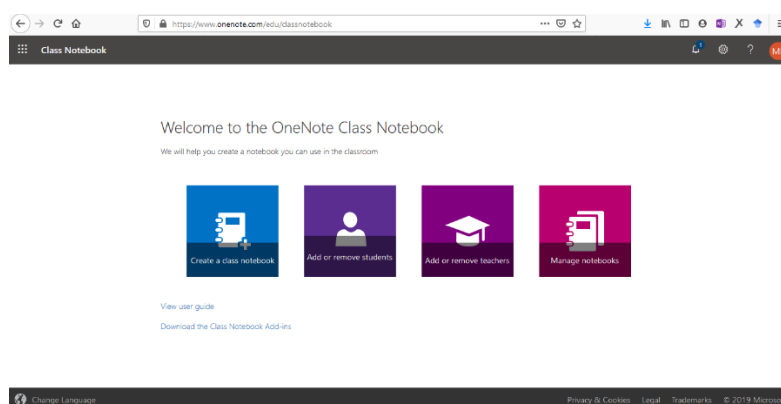 https://www.onenote.com/edu/classnotebook
Class Notebook
Welcome to the OneNote Class Notebook
We will help you create a notebook you can use in the classroom
Create a class notebook
Add or remove students
Add or remove teachers
Manage notebooks
View user guide
Download the Class Notebook Add-ins
Change Language
Privacy & Cookies Legal Trademarks © 2019 Microso